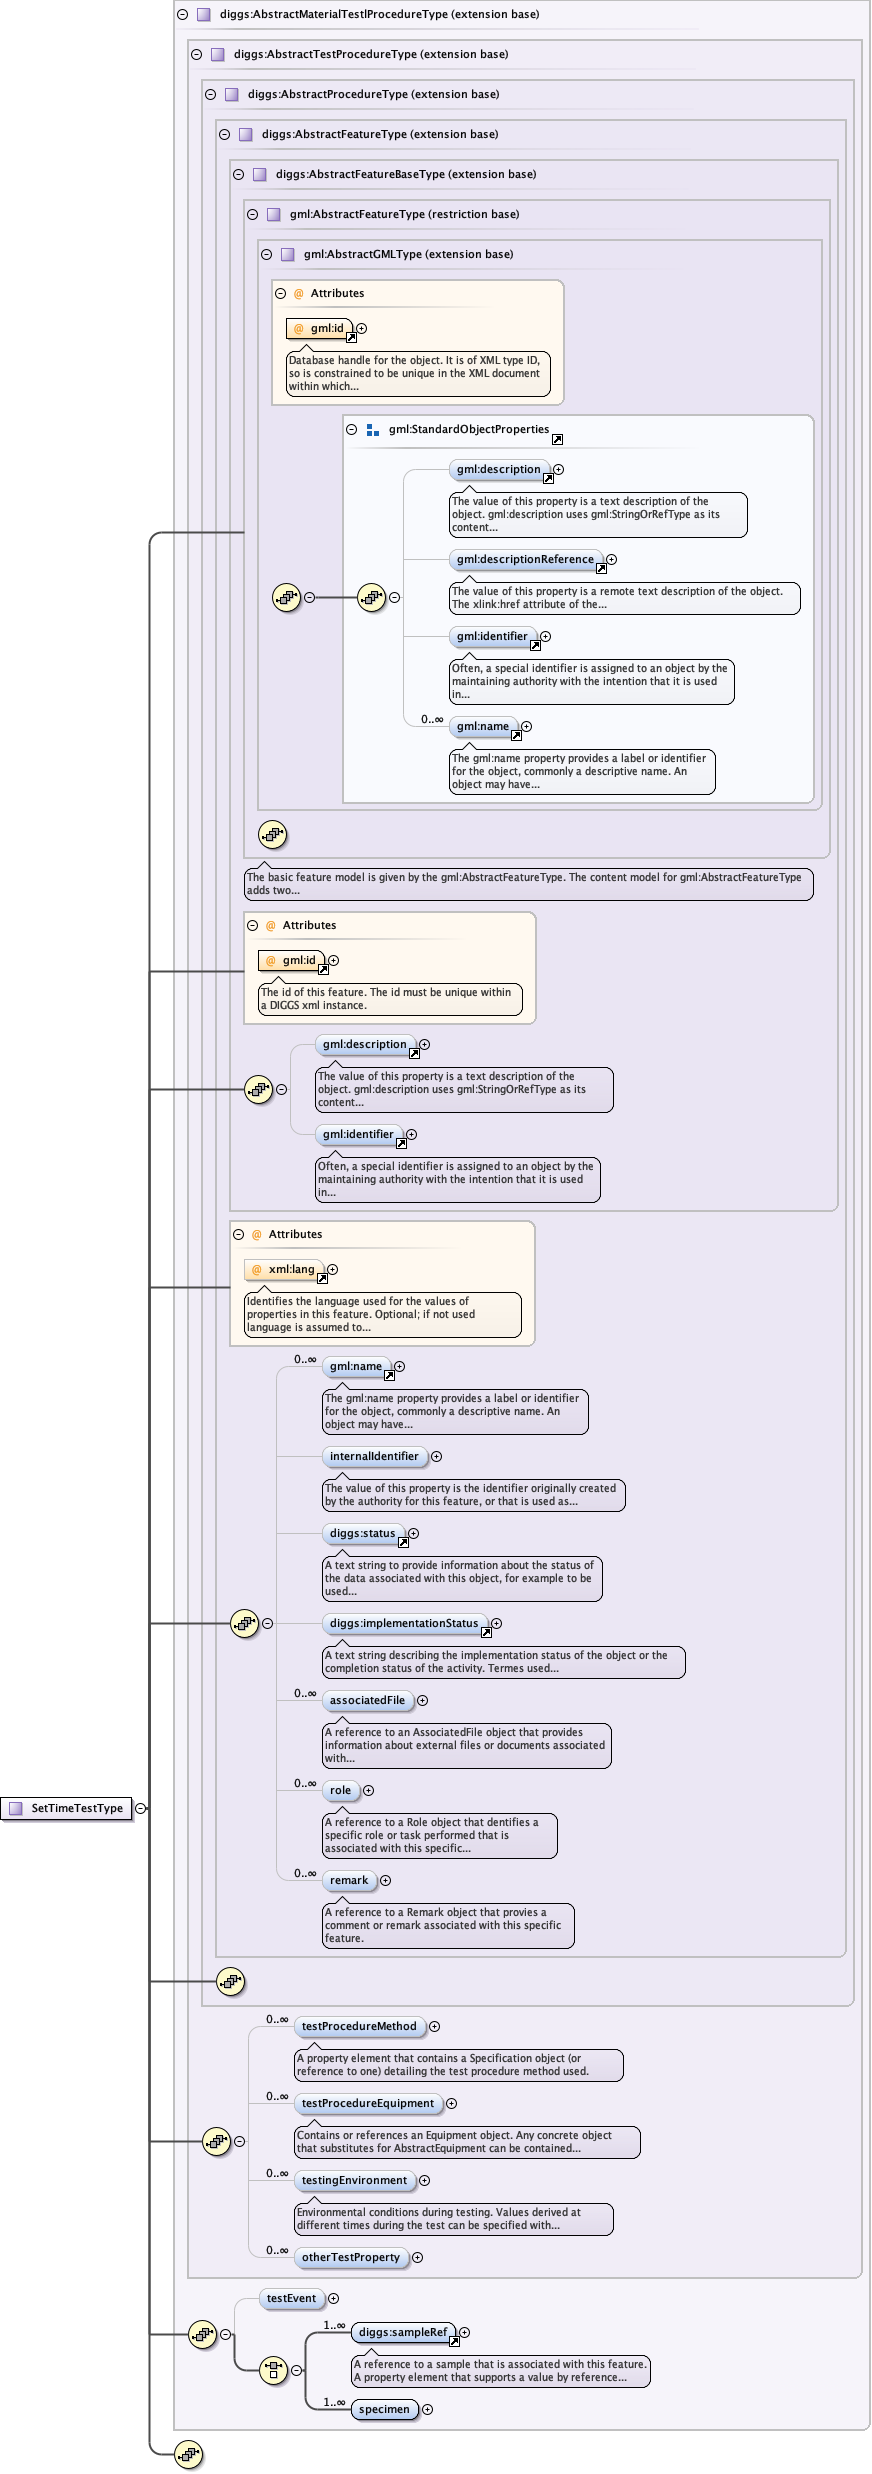 diggs:AbstractMaterialTestlProcedureType (extension base)
diggs:AbstractTestProcedureType (extension base)
diggs:AbstractProcedureType (extension base)
diggs:AbstractFeatureType (extension base)
diggs:AbstractFeatureBaseType (extension base)
gml:AbstractFeatureType (restriction base)
gml:AbstractGMLType (extension base)
@ Attributes
@ gml:id
Database handle for the object. It is of XML type ID,
so is constrained to be unique in the XML document
within which...
gml:StandardObjectProperties
gml:description
The value of this property is a text description of the
object. gml:description uses gml:StringOrRefType as its
content...
gml:descriptionReference
The value of this property is a remote text description of the object.
The xlink:href attribute of the...
gml:identifier
Often, a special identifier is assigned to an object by the
maintaining authority with the intention that it is used
in...
0..∞
gml:name
The gml:name property provides a label or identifier
for the object, commonly a descriptive name. An
object may have...
The basic feature model is given by the gml:AbstractFeatureType. The content model for gml:AbstractFeatureType
adds two...
@ Attributes
@ gml:id
The id of this feature. The id must be unique within
a DIGGS xml instance.
gml:description
The value of this property is a text description of the
object. gml:description uses gml:StringOrRefType as its
content...
gml:identifier
Often, a special identifier is assigned to an object by the
maintaining authority with the intention that it is used
in...
@ Attributes
@ xml:lang
Identifies the language used for the values of
properties in this feature. Optional; if not used
language is assumed to...
0..∞
gml:name
The gml:name property provides a label or identifier
for the object, commonly a descriptive name. An
object may have...
internalIdentifier
The value of this property is the identifier originally created
by the authority for this feature, or that is used as...
diggs:status
A text string to provide information about the status of
the data associated with this object, for example to be
used...
diggs:implementationStatus
A text string describing the implementation status of the object or the
completion status of the activity. Termes used...
0..∞
associatedFile
A reference to an AssociatedFile object that provides
information about external files or documents associated
with...
0..∞
role
A reference to a Role object that dentifies a
specific role or task performed that is
associated with this specific...
SetTimeTestType
0..∞
remark
A reference to a Remark object that provies a
comment or remark associated with this specific
feature.
0..∞
testProcedureMethod
A property element that contains a Specification object (or
reference to one) detailing the test procedure method used.
0..∞
testProcedureEquipment
Contains or references an Equipment object. Any concrete object
that substitutes for AbstractEquipment can be contained...
0..∞
testingEnvironment
Environmental conditions during testing. Values derived at
different times during the test can be specified with...
0..∞
otherTestProperty
testEvent
1..∞
diggs:sampleRef
A reference to a sample that is associated with this feature.
A property element that supports a value by reference...
1..∞
specimen